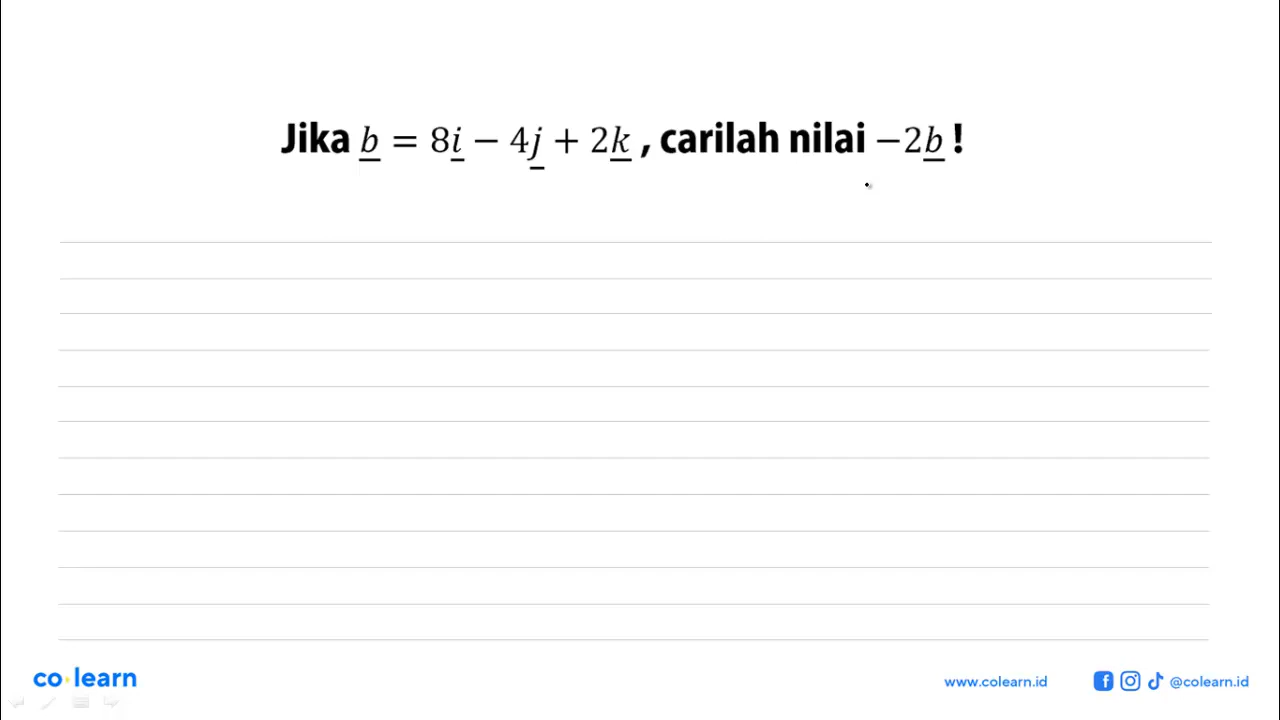 Jika b = 8i − 4j + 2k , carilah nilai −2b !
co·learn
www.colearn.id
@colearn.id